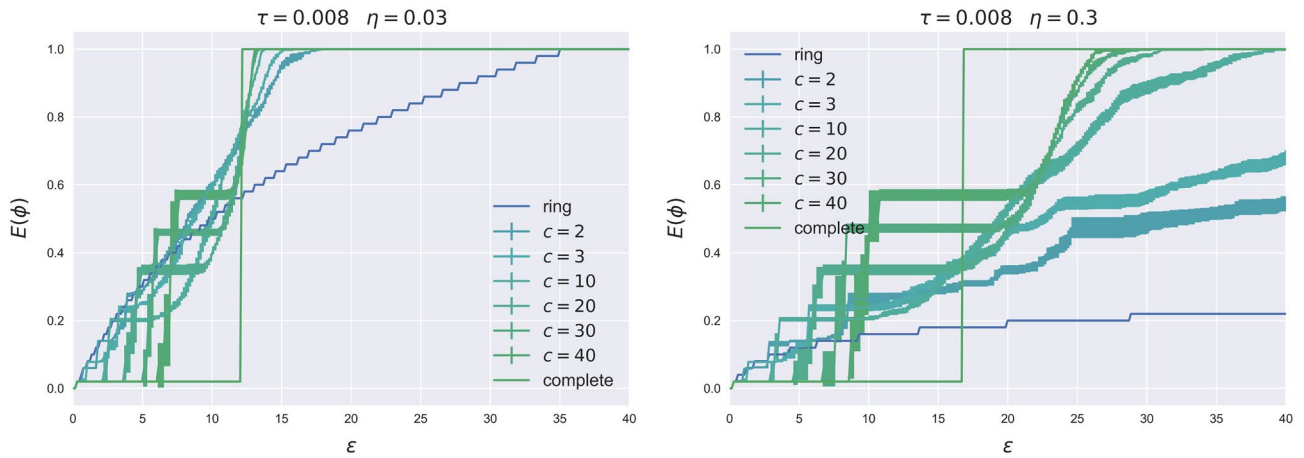 τ = 0.008 η = 0.03
E(ϕ)
1.0
0.8
0.6
0.4
0.2
0.0
ring
c = 2
c = 3
c = 10
c = 20
c = 30
c = 40
complete
0 5 10 15 20 25 30 35 40
ε
τ = 0.008 η = 0.3
E(ϕ)
1.0
0.8
0.6
0.4
0.2
0.0
ring
c = 2
c = 3
c = 10
c = 20
c = 30
c = 40
complete
0 5 10 15 20 25 30 35 40
ε